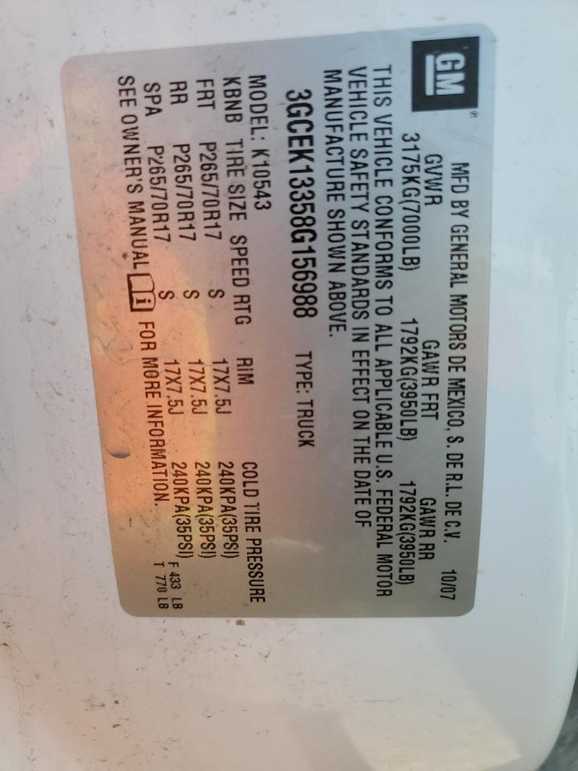 GM
MFD BY GENERAL MOTORS DE MEXICO, S. DE R.L. DE C.V. 10/07
GVWR GAWR FRT GAWR RR
3175KG(7000LB) 1792KG(3950LB) 1792KG(3950LB)
THIS VEHICLE CONFORMS TO ALL APPLICABLE U.S. FEDERAL MOTOR
VEHICLE SAFETY STANDARDS IN EFFECT ON THE DATE OF
MANUFACTURE SHOWN ABOVE.
3GCEK13358G156988 TYPE: TRUCK
MODEL: K10543
KBNB TIRE SIZE SPEED RTG RIM COLD TIRE PRESSURE
FRT P265/70R17 S 17X7.5J 240KPA(35PSI)
RR P265/70R17 S 17X7.5J 240KPA(35PSI)
SPA P265/70R17 S 17X7.5J 240KPA(35PSI)
SEE OWNER'S MANUAL FOR MORE INFORMATION.
F 433 LB
T 770 LB